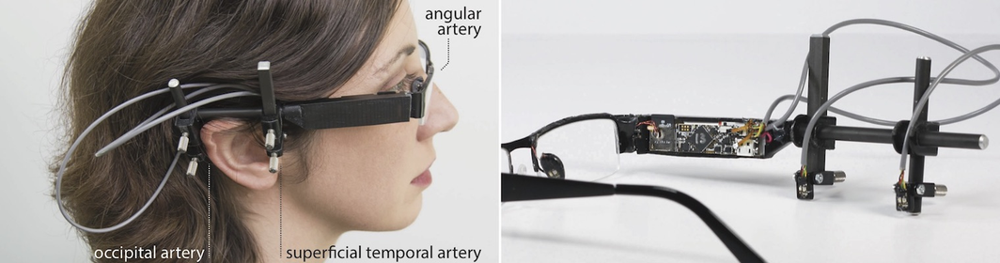 angular
artery
occipital artery
superficial temporal artery